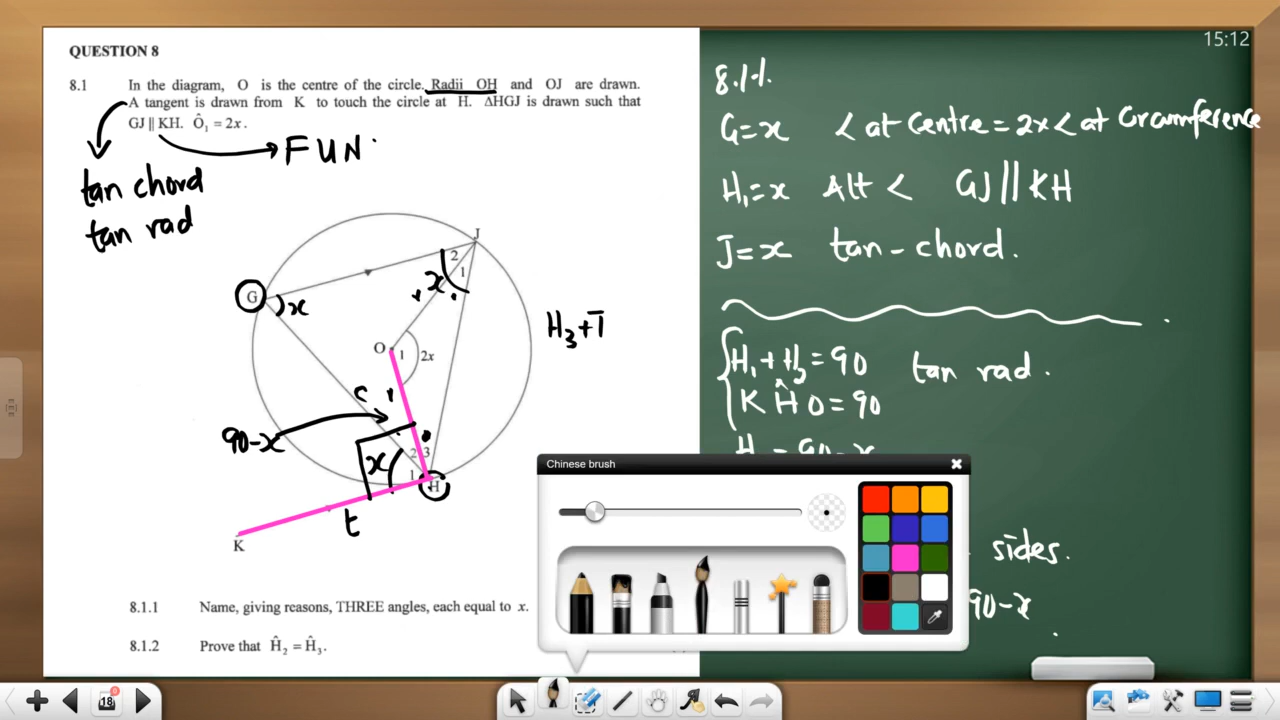 QUESTION 8
8.1 In the diagram, O is the centre of the circle. Radii OH and OJ are drawn.
A tangent is drawn from K to touch the circle at H. ΔHGJ is drawn such that
GJ || KH. Ô₁ = 2x.
FUN
tan chord
tan rad
J
2
1
x
G
x
H₃+J
O
1
2x
C
90-x
x
2
3
1
H
t
K
8.1.1 Name, giving reasons, THREE angles, each equal to x.
8.1.2 Prove that Ĥ₂ = Ĥ₃.
15:12
8.1.1.
G=x < at Centre = 2x < at Circumference
H₁=x Alt < GJ || KH
J=x tan-chord.
H₁+H₂=90 tan rad.
KĤO=90
Chinese brush
sides.
90-x
18